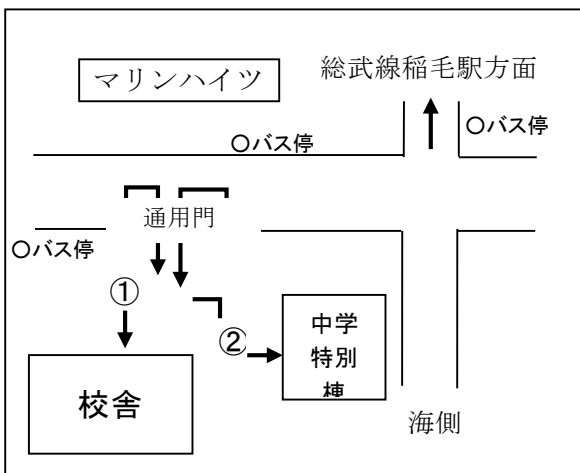 マリンハイツ
総武線稲毛駅方面
○バス停
○バス停
通用門
○バス停
①
②
中学
特別
棟
校舎
海側